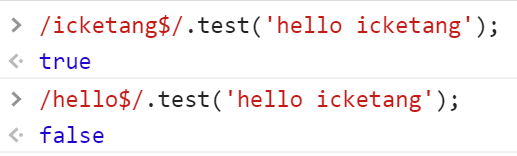 > /icketang$/.test('hello icketang');
< true
> /hello$/.test('hello icketang');
< false